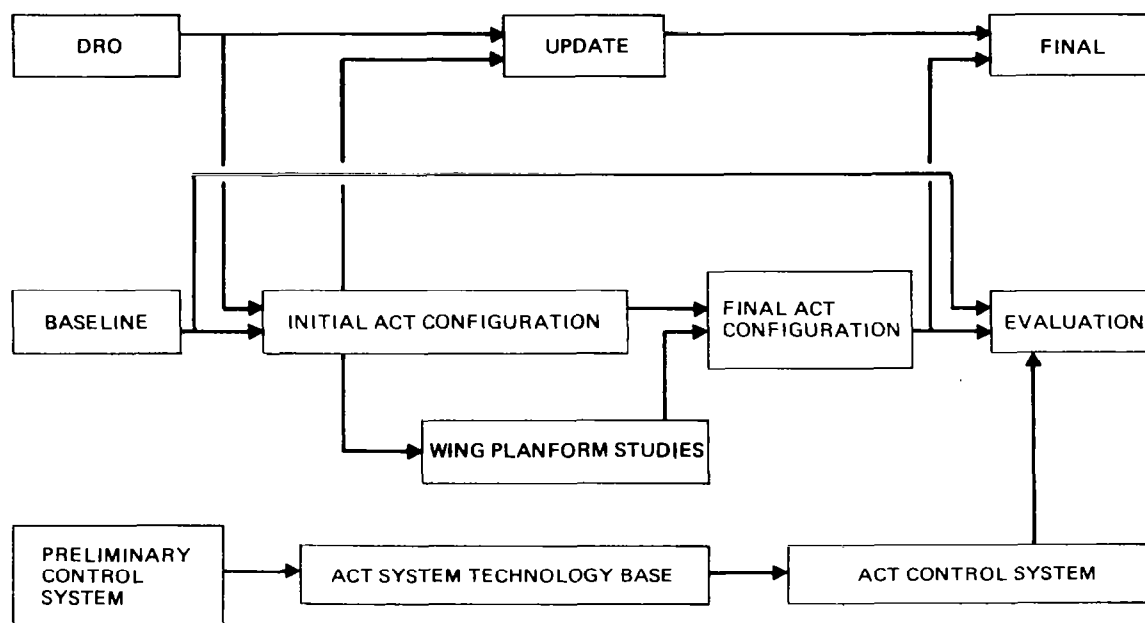 DRO
UPDATE
FINAL
BASELINE
INITIAL ACT CONFIGURATION
FINAL ACT
CONFIGURATION
EVALUATION
WING PLANFORM STUDIES
PRELIMINARY
CONTROL
SYSTEM
ACT SYSTEM TECHNOLOGY BASE
ACT CONTROL SYSTEM